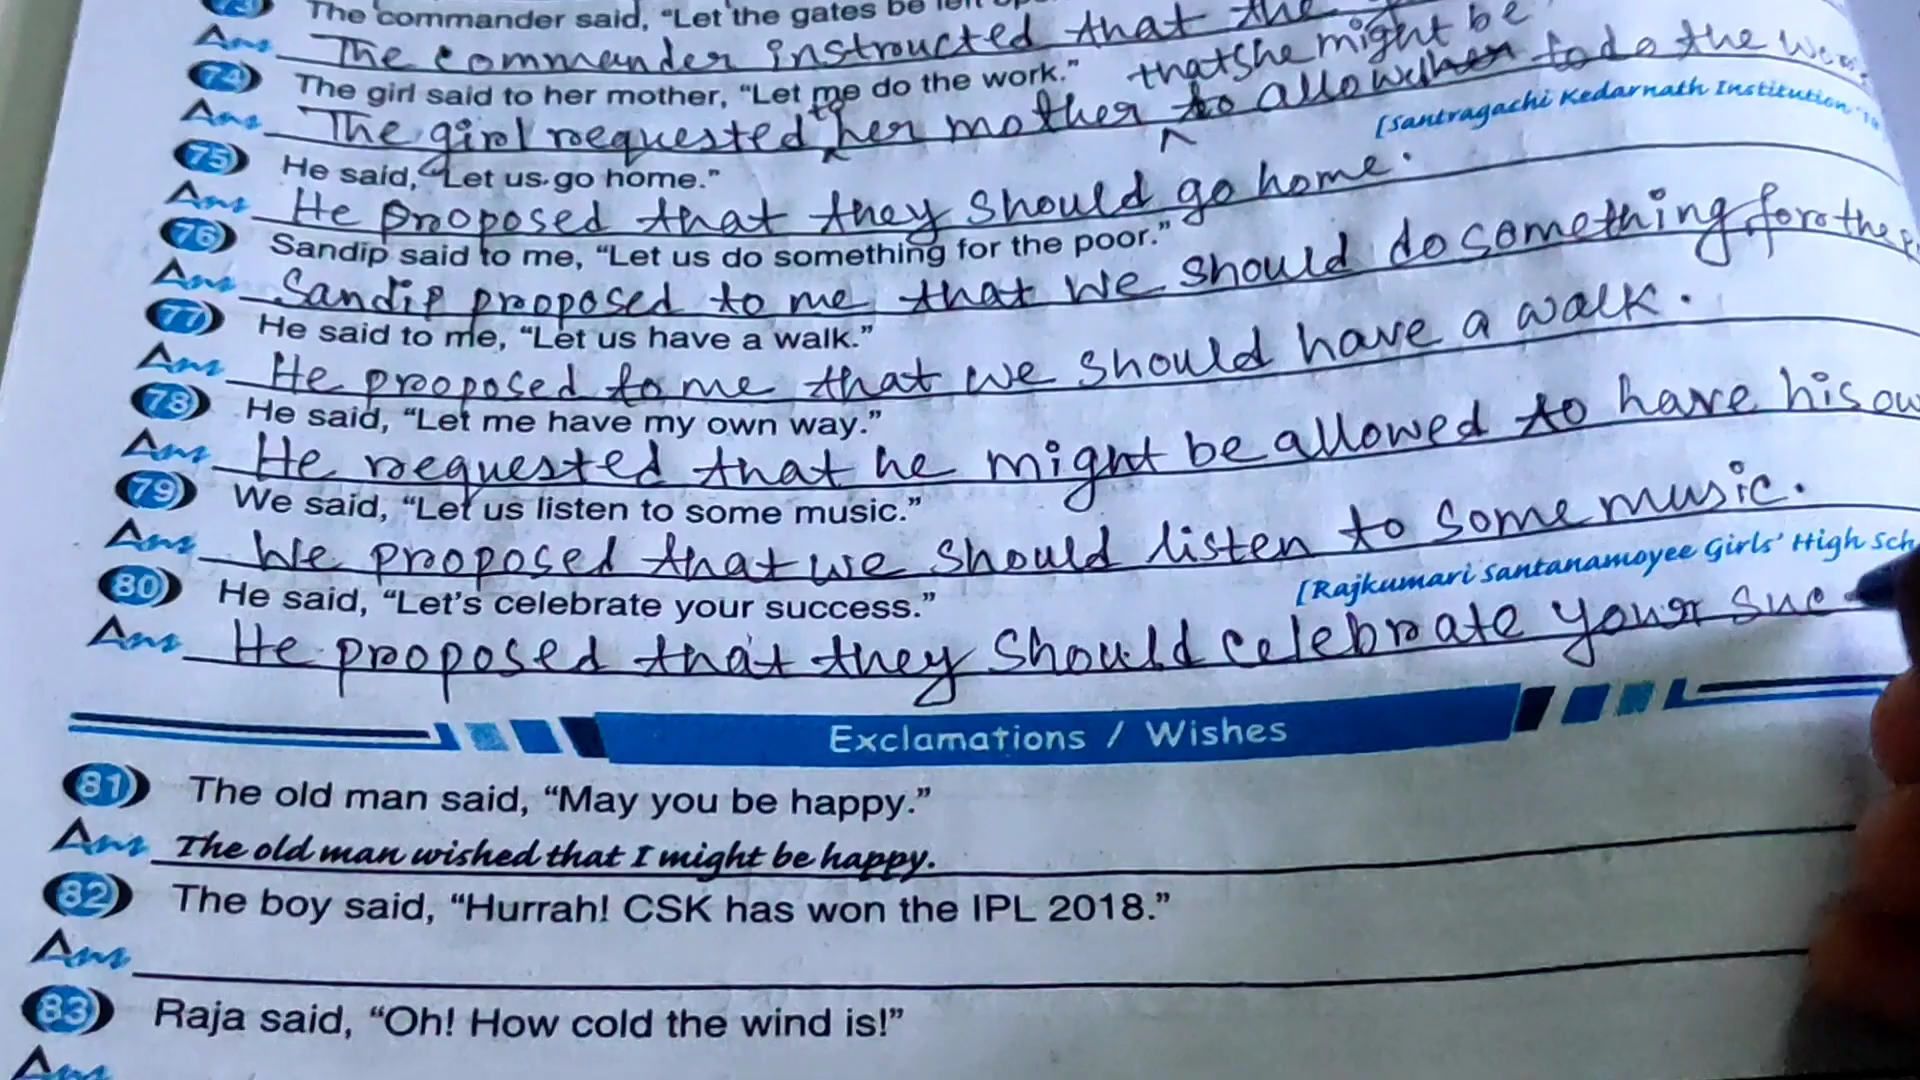 73 The commander said, "Let the gates be left
Ans The commander instructed that the
74 The girl said to her mother, "Let me do the work." that she might be
Ans The girl requested to her mother to allow her to do the
[Santragachi Kedarnath Institution
75 He said, "Let us go home."
Ans He proposed that they should go home.
76 Sandip said to me, "Let us do something for the poor."
Ans Sandip proposed to me that we should do something for the
77 He said to me, "Let us have a walk."
Ans He proposed to me that we should have a walk.
78 He said, "Let me have my own way."
Ans He requested that he might be allowed to have his
79 We said, "Let us listen to some music."
Ans We proposed that we should listen to some music.
[Rajkumari Santanamoyee Girls' High Sch
80 He said, "Let's celebrate your success."
Ans He proposed that they should celebrate your suc
Exclamations / Wishes
81 The old man said, "May you be happy."
Ans The old man wished that I might be happy.
82 The boy said, "Hurrah! CSK has won the IPL 2018."
Ans
83 Raja said, "Oh! How cold the wind is!"
Ans